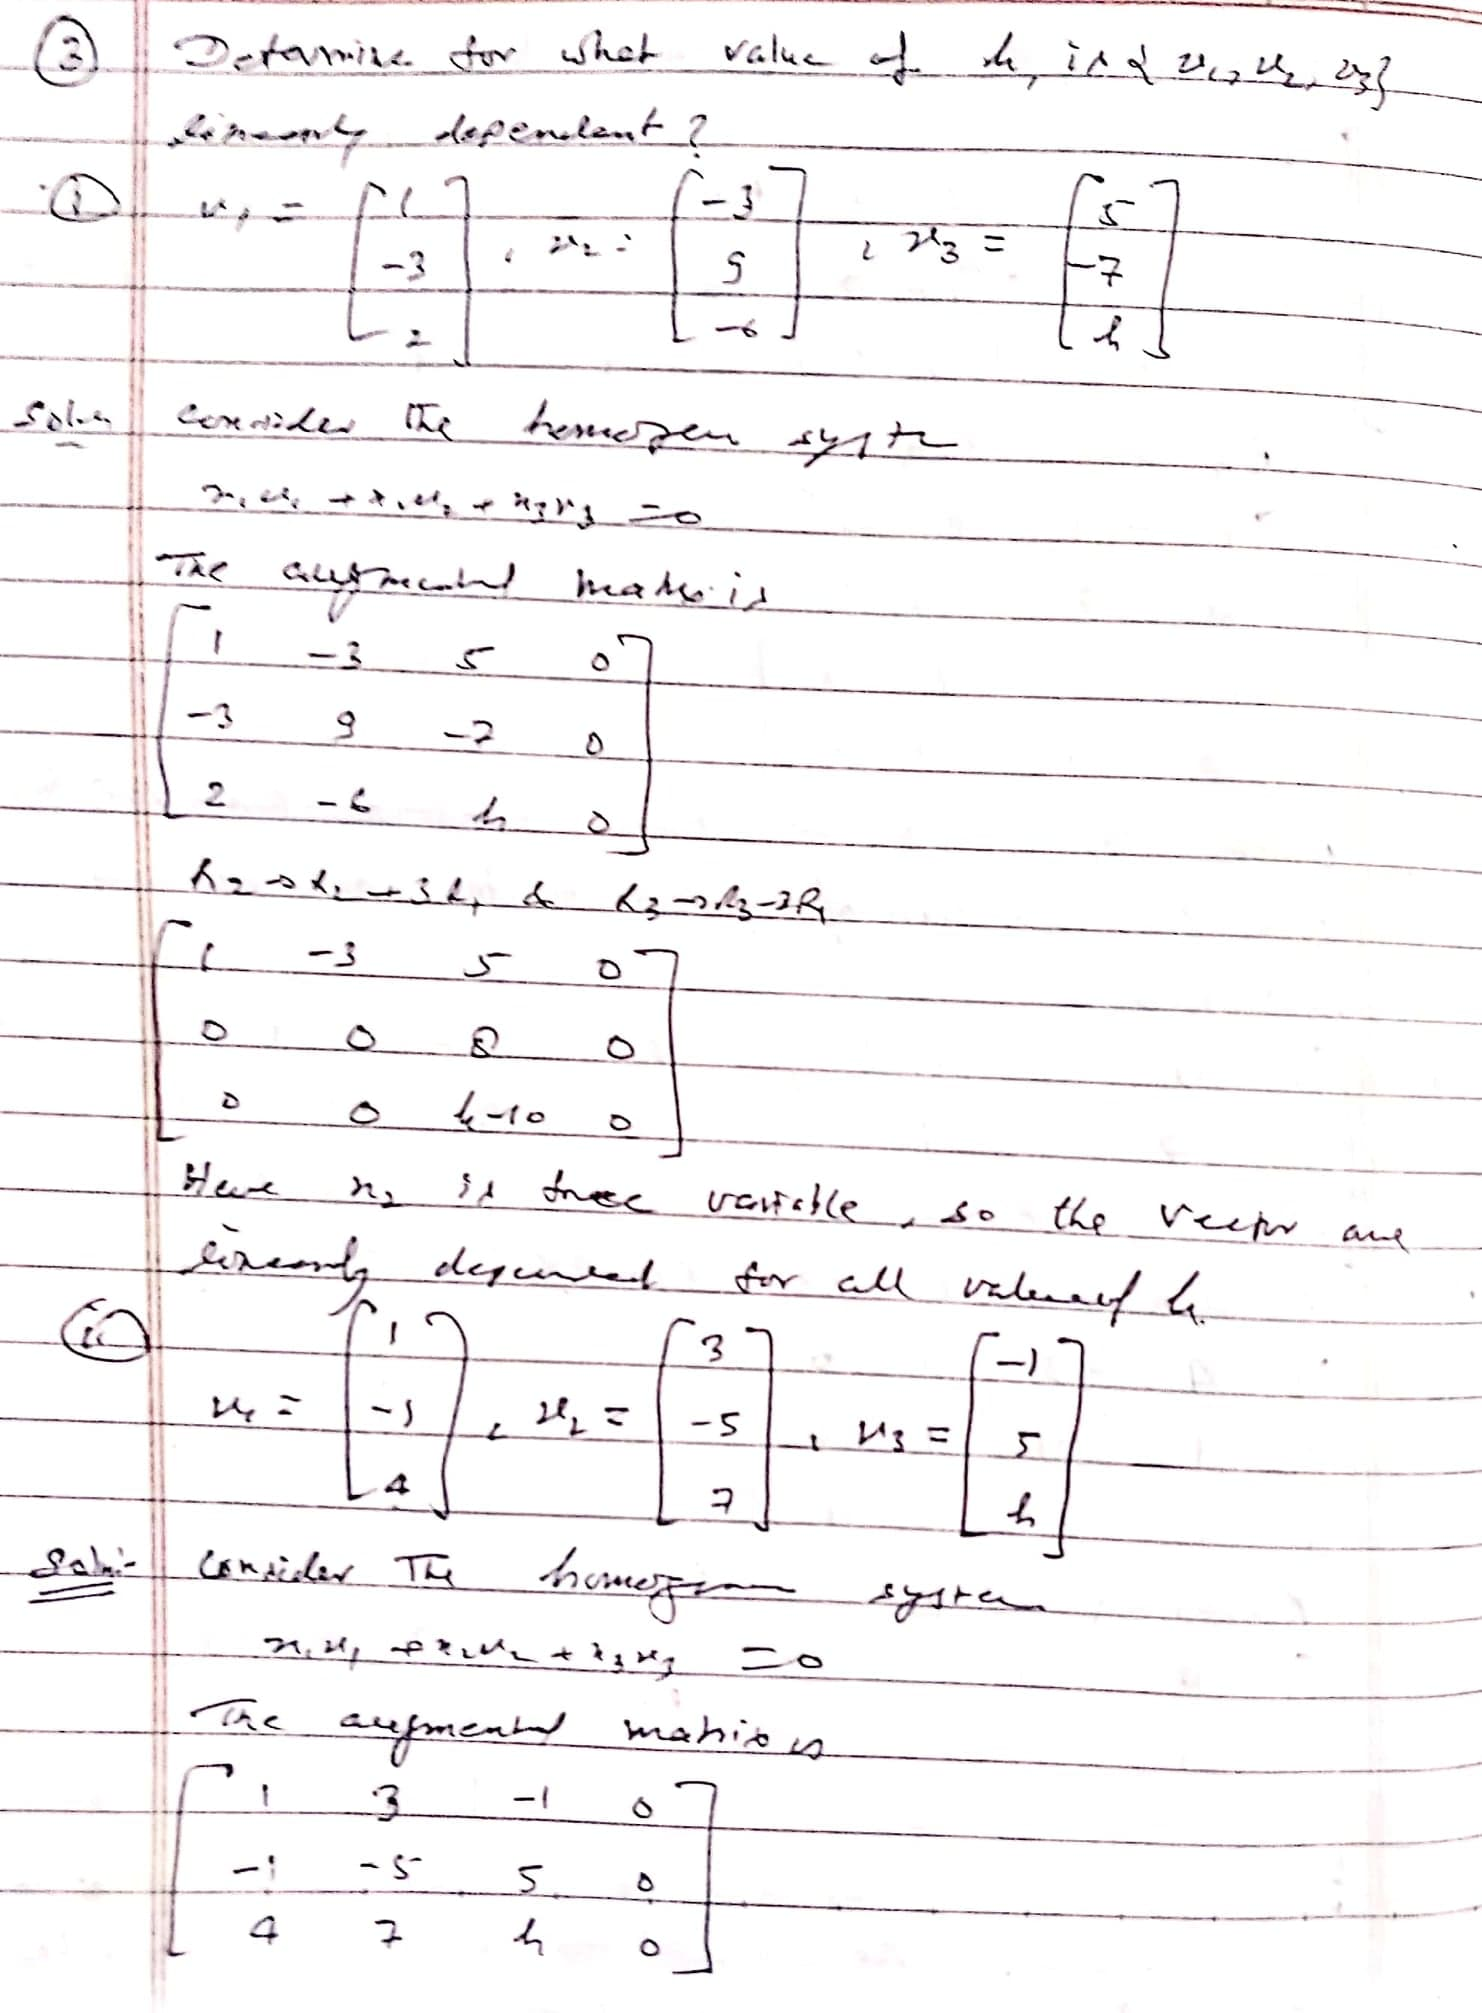 ③ Determine for what value of h, is { v₁, v₂, v₃}
linearly dependent?
① v₁ = [1 -3 2], v₂ = [-3 9 -6], v₃ = [5 -7 h]
Soln Consider the homogen syste
x₁v₁ + x₂v₂ + x₃v₃ = 0
The augmented matrix is
1 -3 5 0
-3 9 -7 0
2 -6 h 0
R₂→R₂+3R₁ & R₃→R₃-2R₁
1 -3 5 0
0 0 8 0
0 0 h-10 0
Here x₂ is free variable, so the vector are
linearly dependent for all value of h.
② v₁ = [1 -1 4], v₂ = [3 -5 7], v₃ = [-1 5 h]
Soln:- Consider The homogenous system
x₁v₁ + x₂v₂ + x₃v₃ = 0
The augmented matrix is
1 3 -1 0
-1 -5 5 0
4 7 h 0